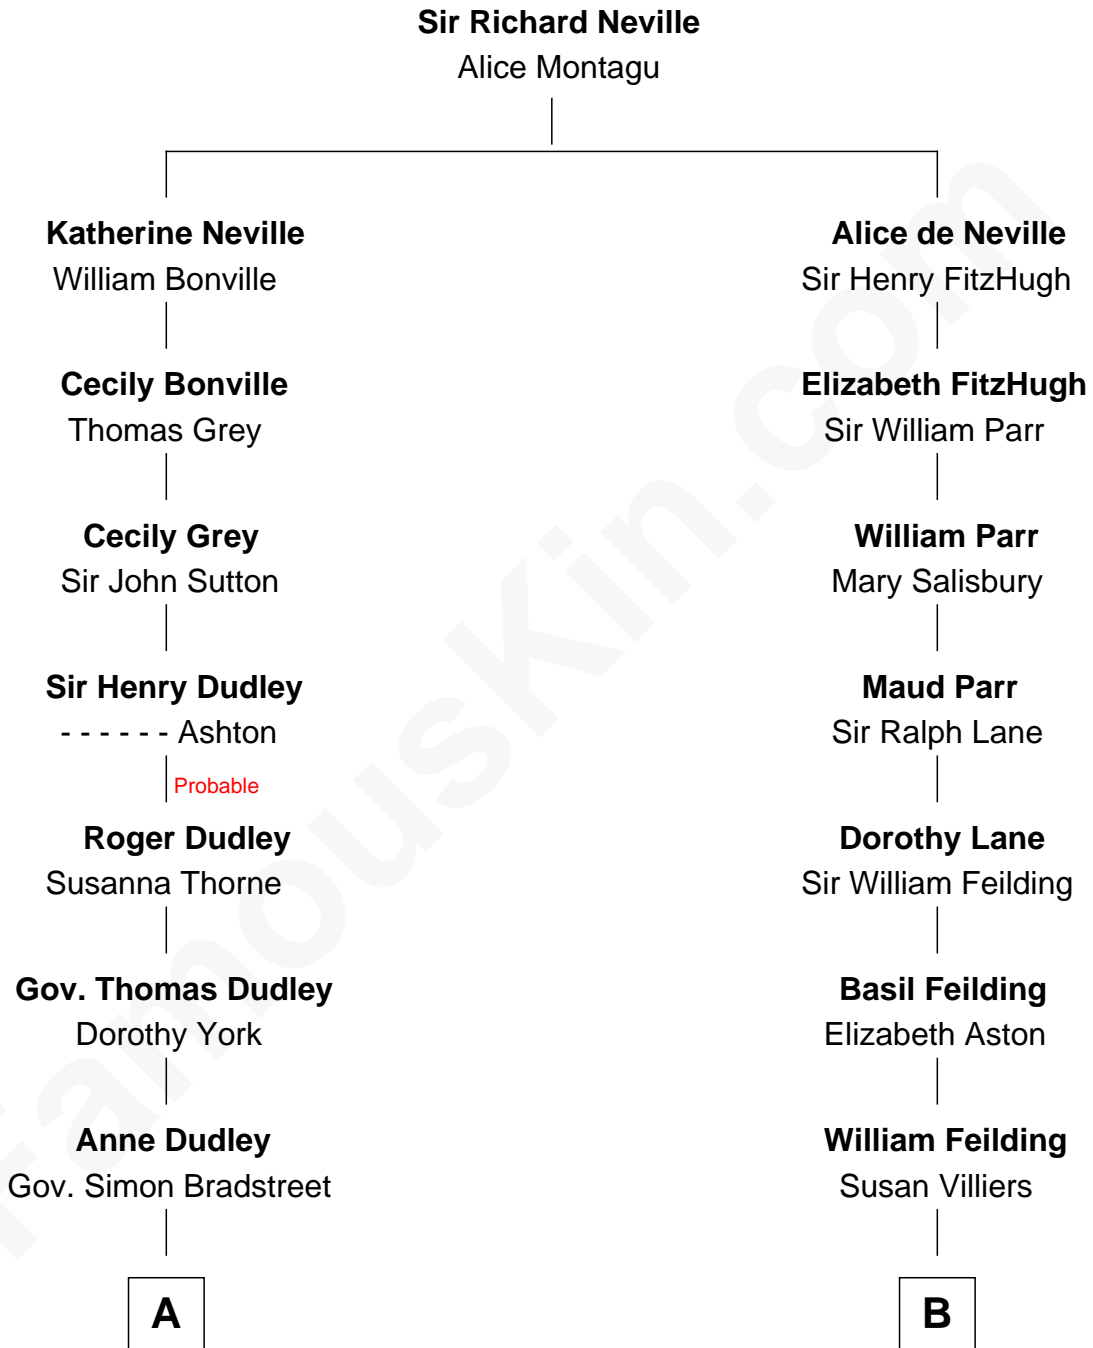 Sir Richard Neville
Alice Montagu
Katherine Neville
William Bonville
Alice de Neville
Sir Henry FitzHugh
Cecily Bonville
Thomas Grey
Elizabeth FitzHugh
Sir William Parr
Cecily Grey
Sir John Sutton
William Parr
Mary Salisbury
Sir Henry Dudley
- - - - - - Ashton
Probable
Maud Parr
Sir Ralph Lane
Roger Dudley
Susanna Thorne
Dorothy Lane
Sir William Feilding
Gov. Thomas Dudley
Dorothy York
Basil Feilding
Elizabeth Aston
Anne Dudley
Gov. Simon Bradstreet
William Feilding
Susan Villiers
A
B
FamousKin.com